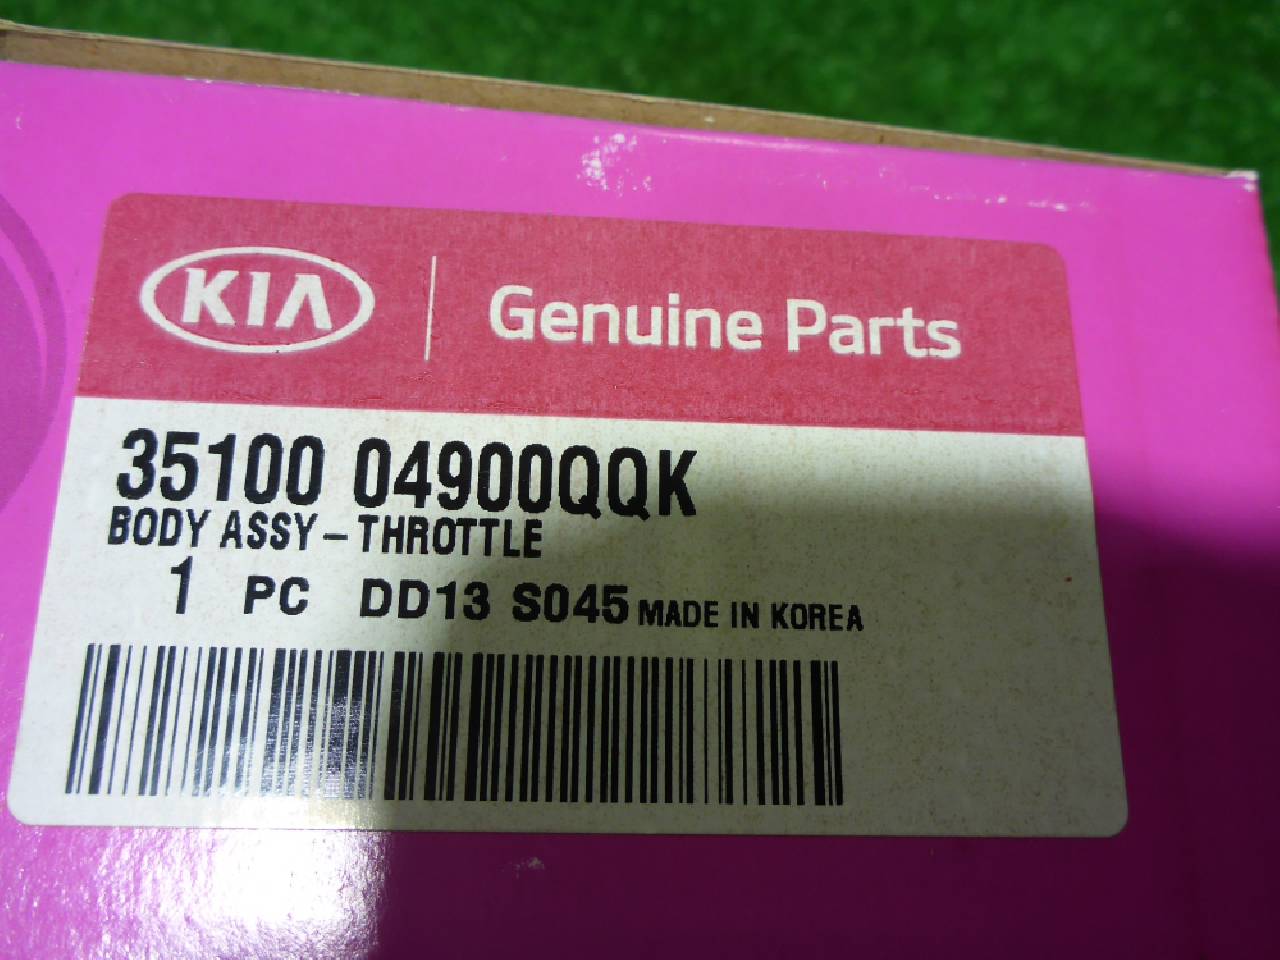 KIA Genuine Parts
35100 04900QQK
BODY ASSY-THROTTLE
1 PC DD13 S045 MADE IN KOREA